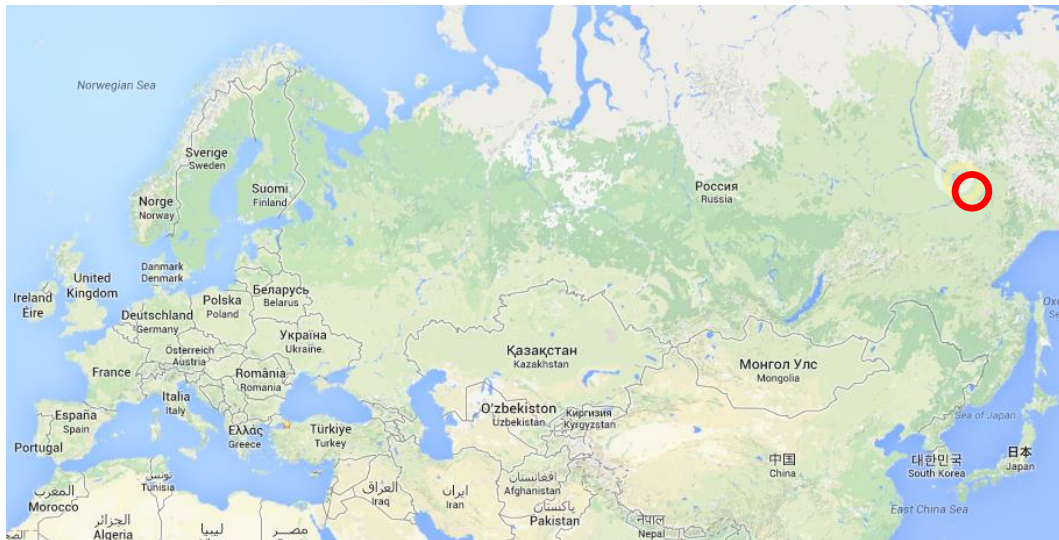 Norwegian Sea
Sverige
Sweden
Suomi
Finland
Norge
Norway
Россия
Russia
Danmark
Denmark
United
Kingdom
Ireland
Éire
Беларусь
Belarus
Polska
Poland
Deutschland
Germany
Україна
Ukraine
Österreich
Austria
France
România
Romania
Italia
Italy
Қазақстан
Kazakhstan
Монгол Улс
Mongolia
España
Spain
Portugal
Ελλάς
Greece
Türkiye
Turkey
O'zbekiston
Uzbekistan
Киргизия
Kyrgyzstan
Sea of Japan
日本
Japan
대한민국
South Korea
中国
China
تونس
Tunisia
المغرب
Morocco
العراق
Iraq
ایران
Iran
افغانستان
Afghanistan
پاکستان
Pakistan
नेपाल
Nepal
الجزائر
Algeria
ليبيا
مصر
East China Sea